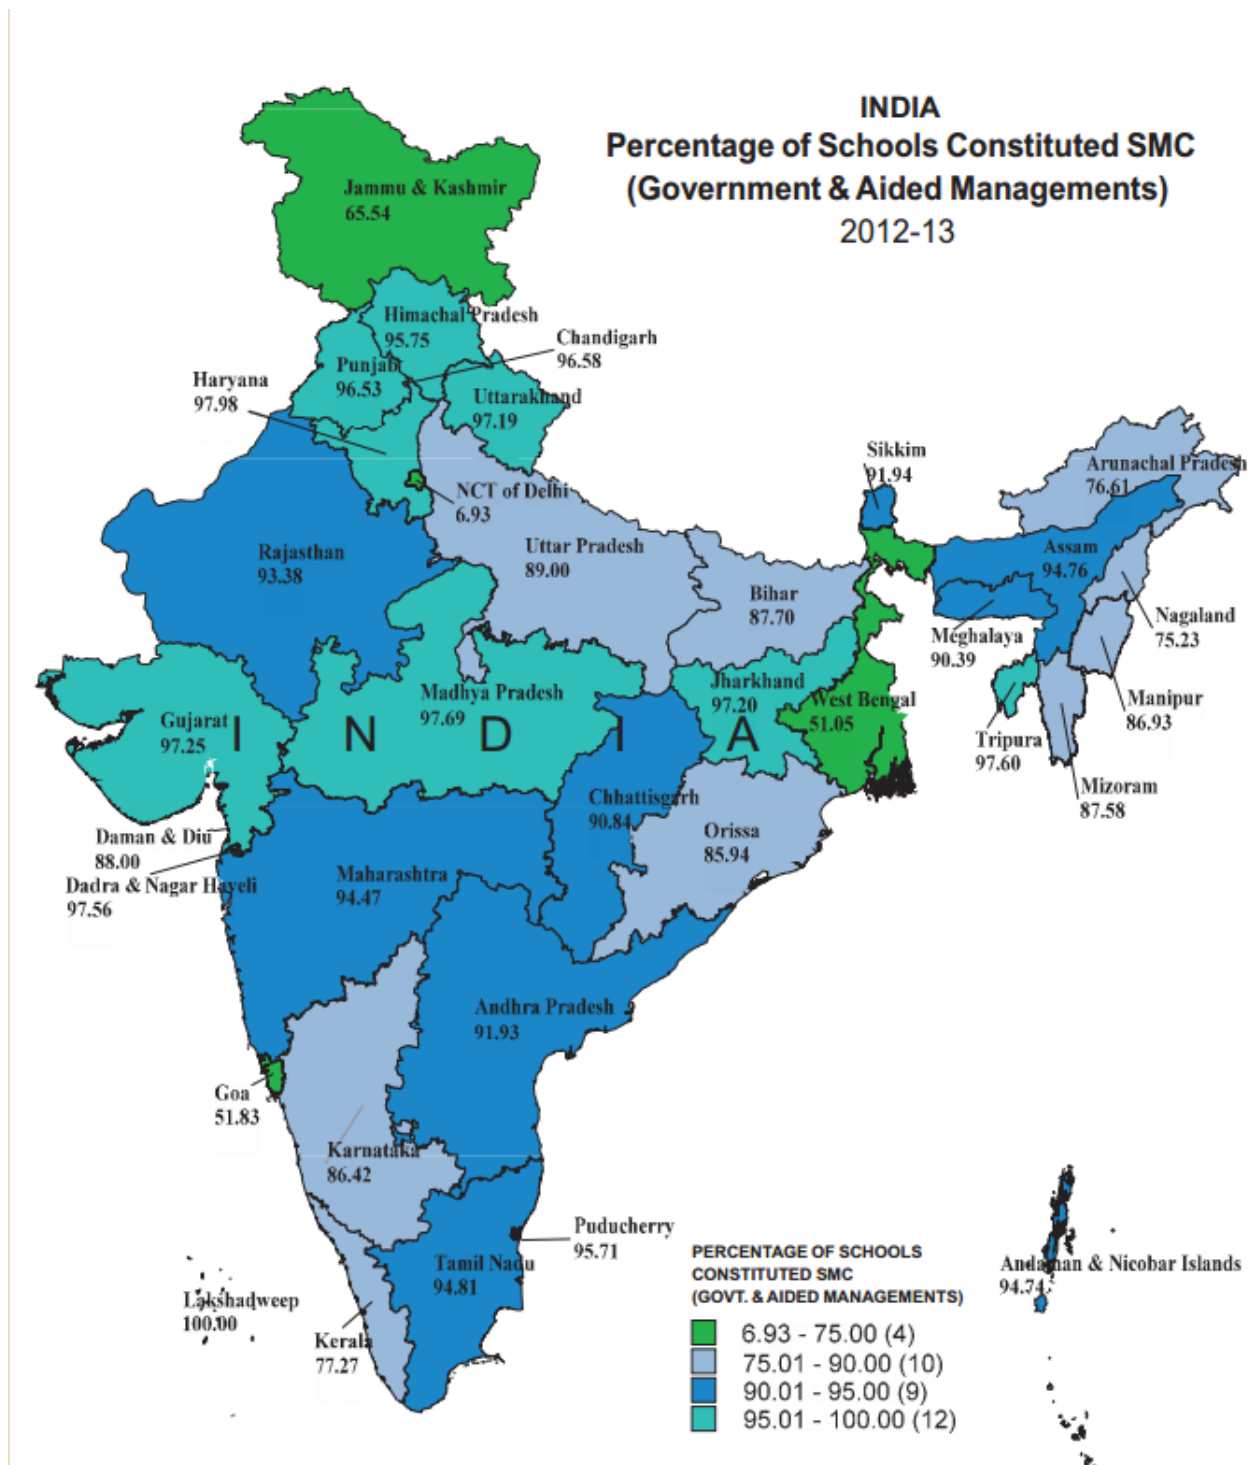 INDIA
Percentage of Schools Constituted SMC
(Government & Aided Managements)
2012-13
Jammu & Kashmir
65.54
Himachal Pradesh
95.75
Chandigarh
96.58
Punjab
96.53
Haryana
97.98
Uttarakhand
97.19
Sikkim
91.94
Arunachal Pradesh
76.61
NCT of Delhi
6.93
Rajasthan
93.38
Uttar Pradesh
89.00
Assam
94.76
Bihar
87.70
Nagaland
75.23
Meghalaya
90.39
Manipur
86.93
Madhya Pradesh
97.69
Jharkhand
97.20
West Bengal
51.05
Gujarat
97.25
I N D I A
Tripura
97.60
Mizoram
87.58
Chhattisgarh
90.84
Orissa
85.94
Daman & Diu
88.00
Dadra & Nagar Haveli
97.56
Maharashtra
94.47
Andhra Pradesh
91.93
Goa
51.83
Karnataka
86.42
Puducherry
95.71
Tamil Nadu
94.81
Andaman & Nicobar Islands
94.74
Lakshadweep
100.00
Kerala
77.27
PERCENTAGE OF SCHOOLS
CONSTITUTED SMC
(GOVT. & AIDED MANAGEMENTS)
6.93 - 75.00 (4)
75.01 - 90.00 (10)
90.01 - 95.00 (9)
95.01 - 100.00 (12)